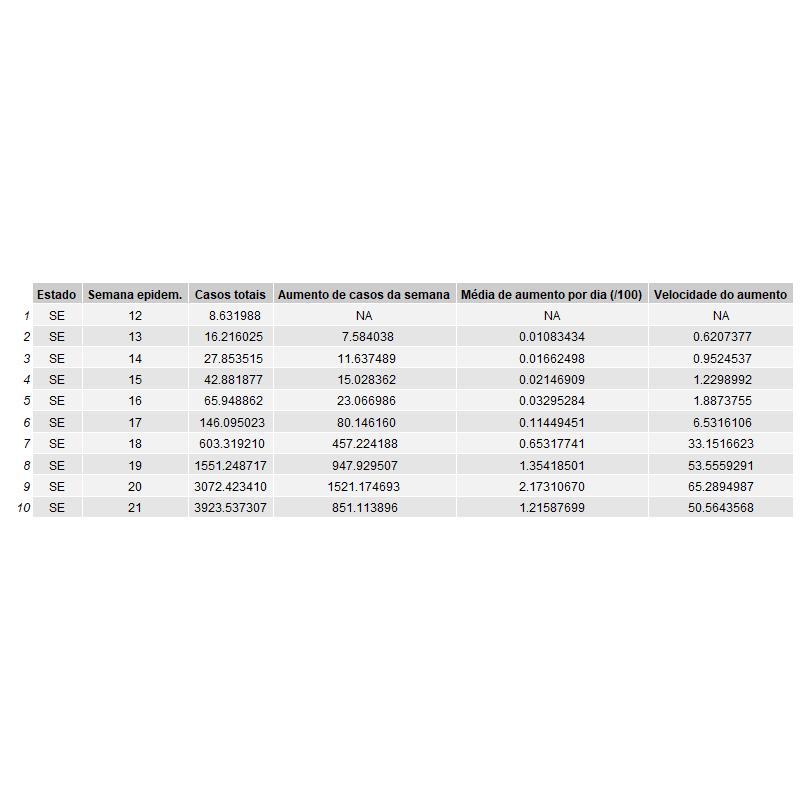 Estado Semana epidem. Casos totais Aumento de casos da semana Média de aumento por dia (/100) Velocidade do aumento
1 SE 12 8.631988 NA NA NA
2 SE 13 16.216025 7.584038 0.01083434 0.6207377
3 SE 14 27.853515 11.637489 0.01662498 0.9524537
4 SE 15 42.881877 15.028362 0.02146909 1.2298992
5 SE 16 65.948862 23.066986 0.03295284 1.8873755
6 SE 17 146.095023 80.146160 0.11449451 6.5316106
7 SE 18 603.319210 457.224188 0.65317741 33.1516623
8 SE 19 1551.248717 947.929507 1.35418501 53.5559291
9 SE 20 3072.423410 1521.174693 2.17310670 65.2894987
10 SE 21 3923.537307 851.113896 1.21587699 50.5643568